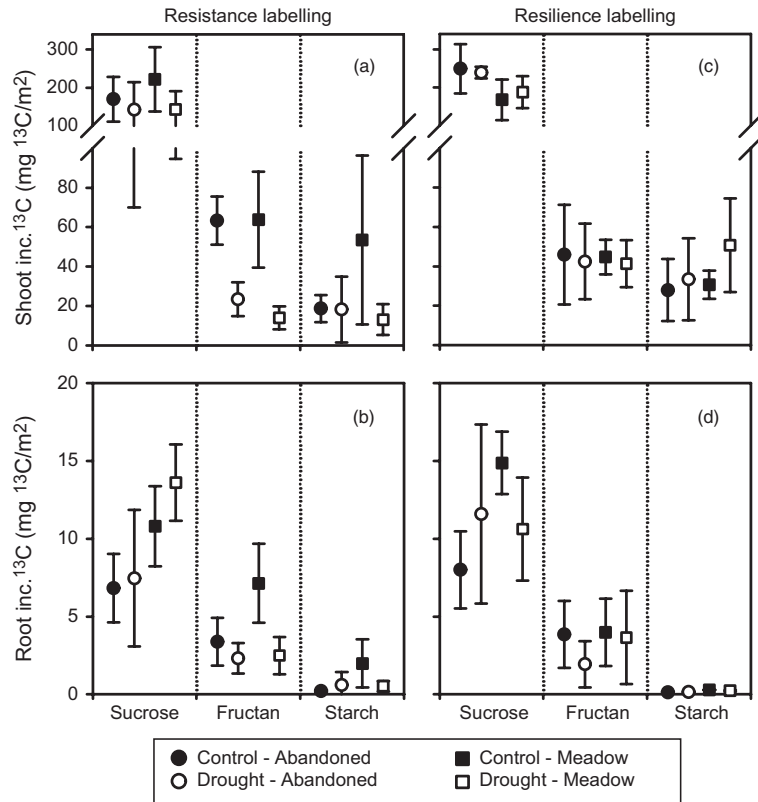 Resistance labelling
Resilience labelling
300
200
100
80
60
40
20
0
Shoot inc.¹³C (mg ¹³C/m²)
(a)
(c)
20
15
10
5
0
Root inc.¹³C (mg ¹³C/m²)
(b)
(d)
Sucrose Fructan Starch
Sucrose Fructan Starch
Control - Abandoned
Control - Meadow
Drought - Abandoned
Drought - Meadow